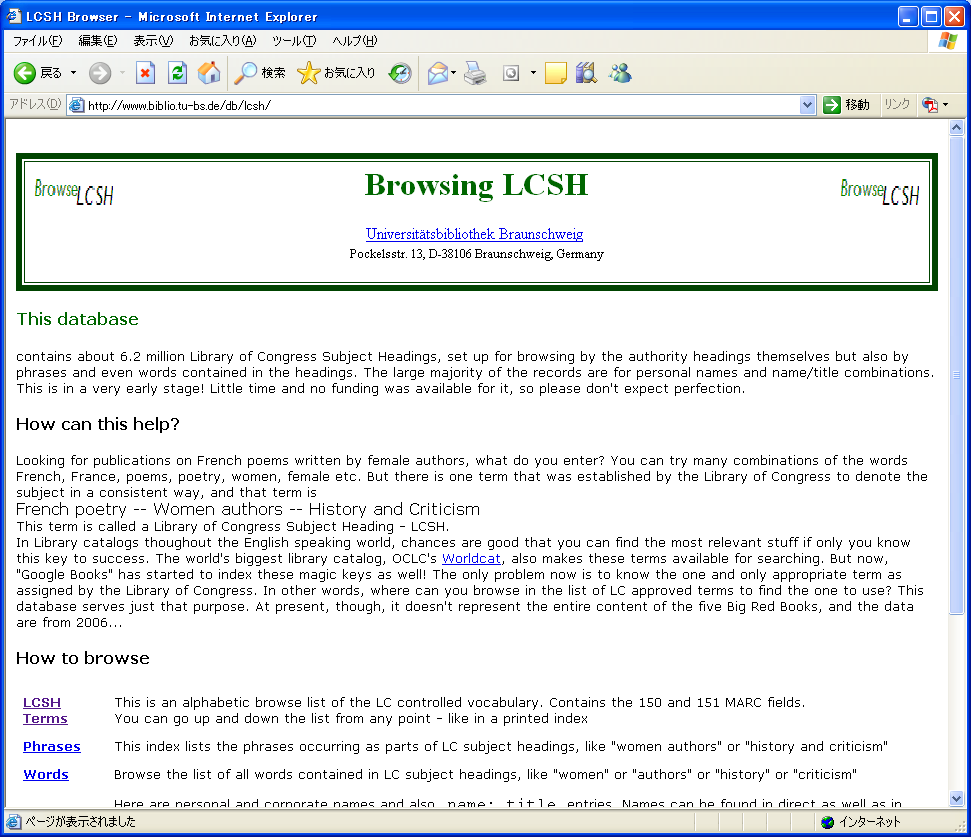 LCSH Browser - Microsoft Internet Explorer
ファイル(F) 編集(E) 表示(V) お気に入り(A) ツール(T) ヘルプ(H)
戻る 検索 お気に入り
アドレス(D) http://www.biblio.tu-bs.de/db/lcsh/ 移動 リンク
Browse LCSH
Browsing LCSH
Browse LCSH
Universitätsbibliothek Braunschweig
Pockelsstr. 13, D-38106 Braunschweig, Germany
This database
contains about 6.2 million Library of Congress Subject Headings, set up for browsing by the authority headings themselves but also by
phrases and even words contained in the headings. The large majority of the records are for personal names and name/title combinations.
This is in a very early stage! Little time and no funding was available for it, so please don't expect perfection.
How can this help?
Looking for publications on French poems written by female authors, what do you enter? You can try many combinations of the words
French, France, poems, poetry, women, female etc. But there is one term that was established by the Library of Congress to denote the
subject in a consistent way, and that term is
French poetry -- Women authors -- History and Criticism
This term is called a Library of Congress Subject Heading - LCSH.
In Library catalogs thoughout the English speaking world, chances are good that you can find the most relevant stuff if only you know
this key to success. The world's biggest library catalog, OCLC's Worldcat, also makes these terms available for searching. But now,
"Google Books" has started to index these magic keys as well! The only problem now is to know the one and only appropriate term as
assigned by the Library of Congress. In other words, where can you browse in the list of LC approved terms to find the one to use? This
database serves just that purpose. At present, though, it doesn't represent the entire content of the five Big Red Books, and the data
are from 2006...
How to browse
LCSH Terms
This is an alphabetic browse list of the LC controlled vocabulary. Contains the 150 and 151 MARC fields.
You can go up and down the list from any point - like in a printed index
Phrases This index lists the phrases occurring as parts of LC subject headings, like "women authors" or "history and criticism"
Words Browse the list of all words contained in LC subject headings, like "women" or "authors" or "history" or "criticism"
Here are personal and corporate names and also name: title entries. Names can be found in direct as well as in
ページが表示されました インターネット